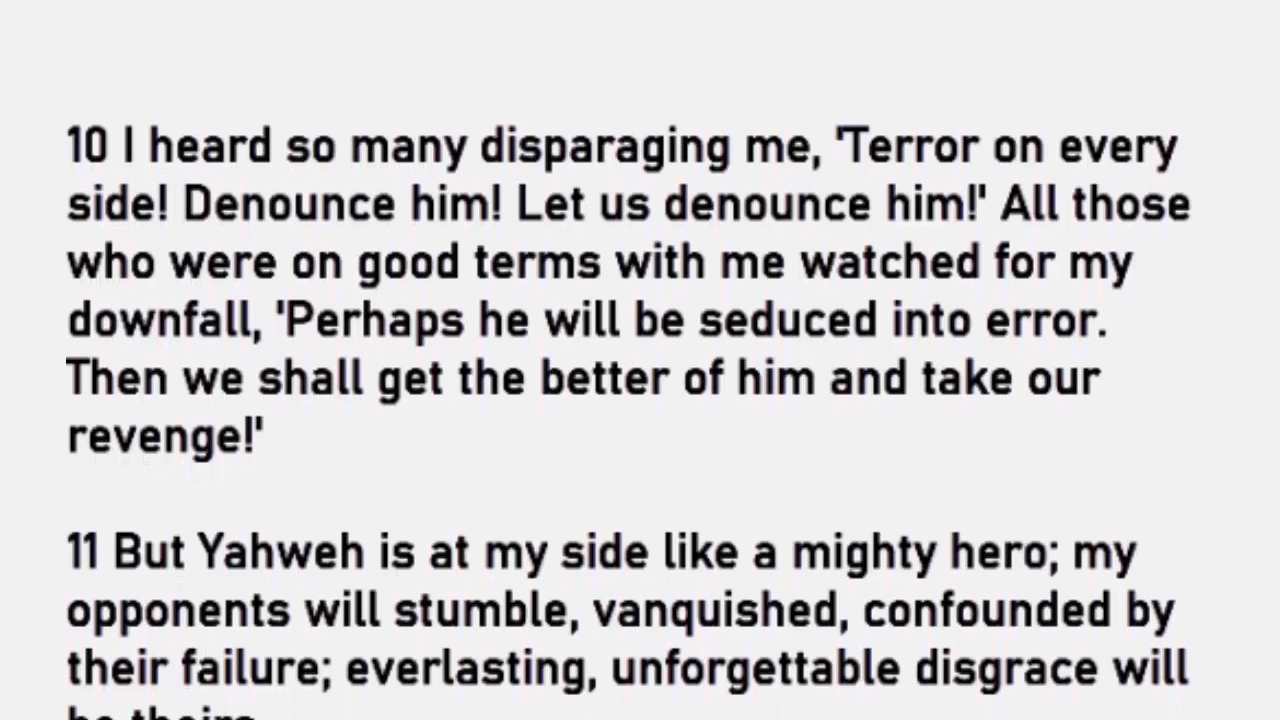 10 I heard so many disparaging me, 'Terror on every
side! Denounce him! Let us denounce him!' All those
who were on good terms with me watched for my
downfall, 'Perhaps he will be seduced into error.
Then we shall get the better of him and take our
revenge!'
11 But Yahweh is at my side like a mighty hero; my
opponents will stumble, vanquished, confounded by
their failure; everlasting, unforgettable disgrace will
be theirs.